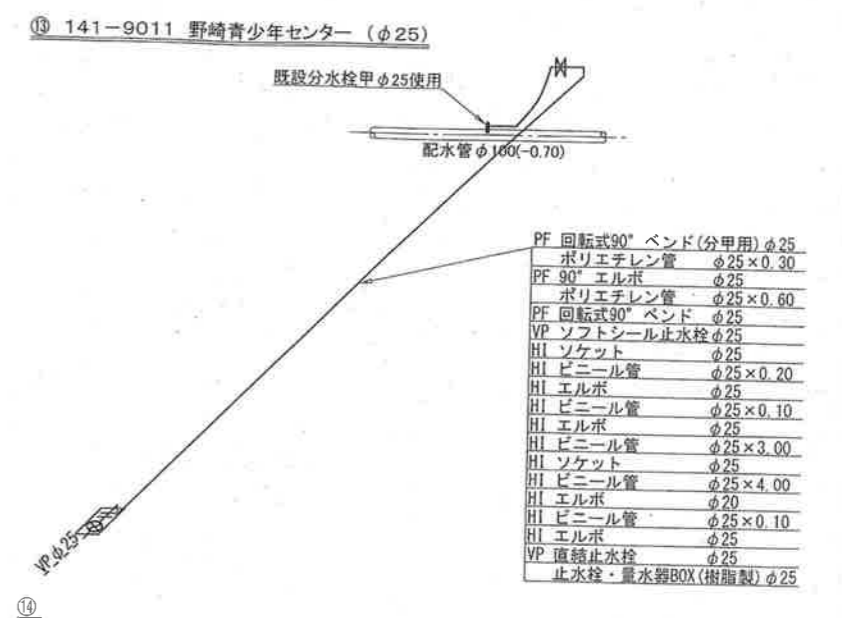 ⑬ 141-9011 野崎青少年センター (φ25)
既設分水栓甲φ25使用
配水管φ100(-0.70)
PF 回転式90°ベンド(分甲用)φ25
ポリエチレン管 φ25×0.30
PF 90°エルボ φ25
ポリエチレン管 φ25×0.60
PF 回転式90°ベンド φ25
VP ソフトシール止水栓φ25
HI ソケット φ25
HI ビニール管 φ25×0.20
HI エルボ φ25
HI ビニール管 φ25×0.10
HI エルボ φ25
HI ビニール管 φ25×3.00
HI ソケット φ25
HI ビニール管 φ25×4.00
HI エルボ φ20
HI ビニール管 φ25×0.10
HI エルボ φ25
VP 直結止水栓 φ25
止水栓・量水器BOX(樹脂製)φ25
VPφ25
⑭